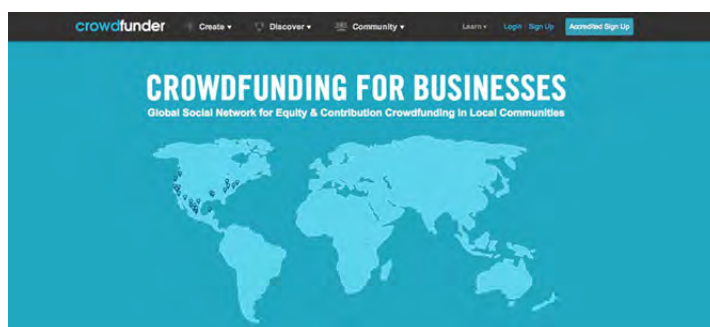 crowdfunder Create ▾ Discover ▾ Community ▾ Learn ▾ Login Sign Up Accredited Sign Up
CROWDFUNDING FOR BUSINESSES
Global Social Network for Equity & Contribution Crowdfunding in Local Communities